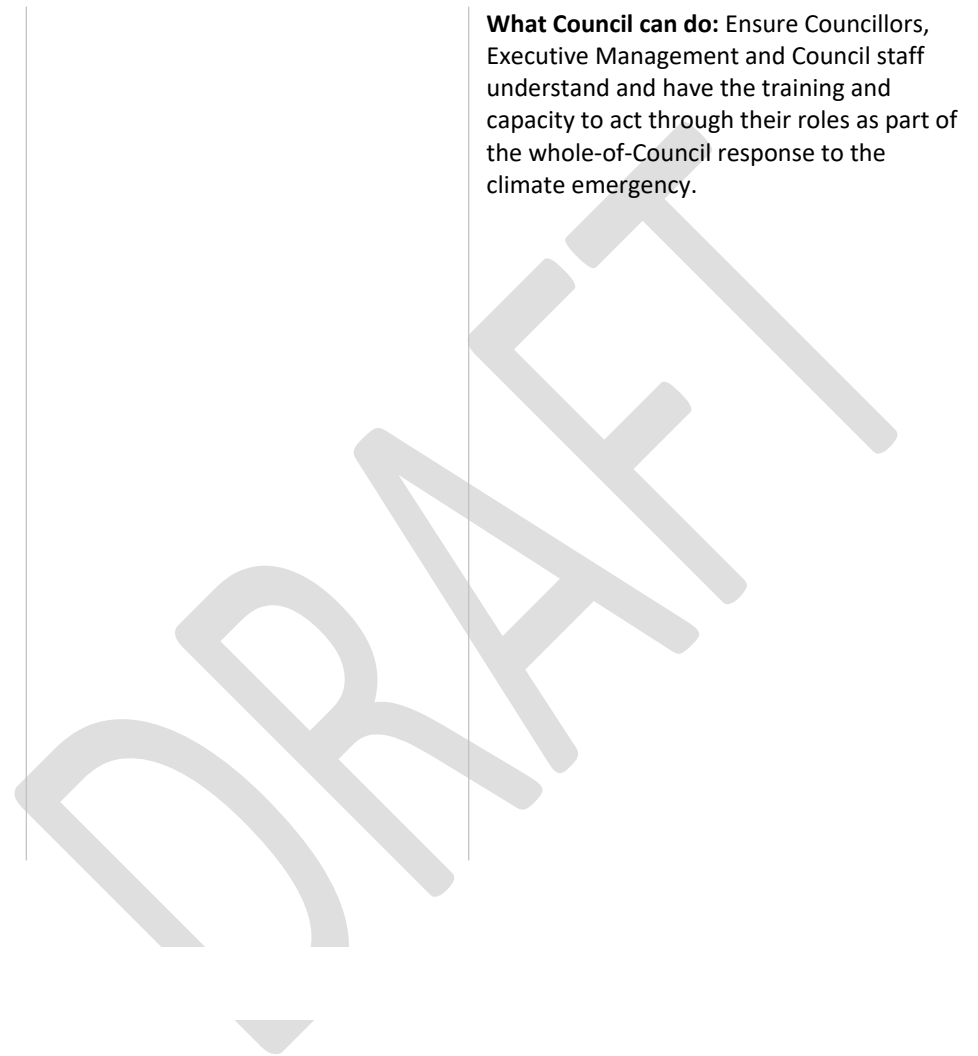 What Council can do: Ensure Councillors,
Executive Management and Council staff
understand and have the training and
capacity to act through their roles as part of
the whole-of-Council response to the
climate emergency.
DRAFT